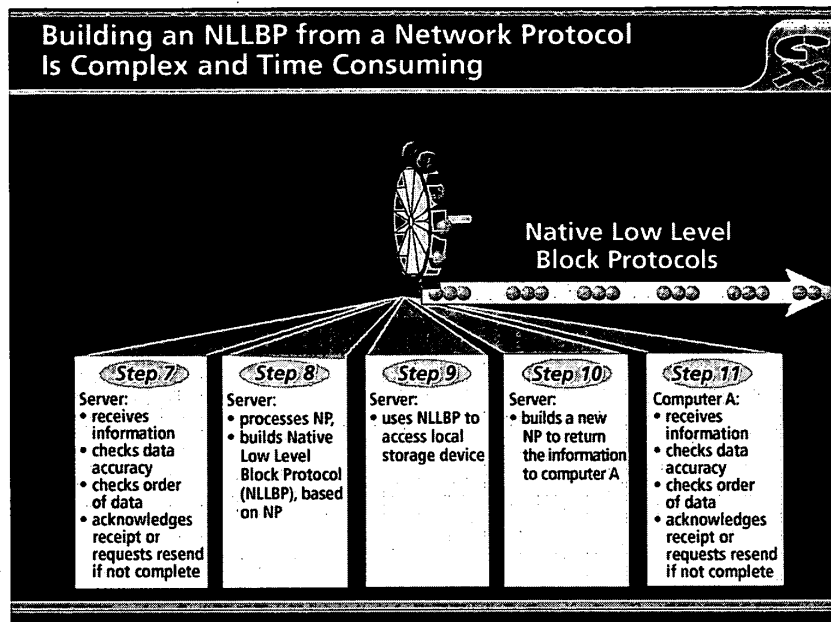 Building an NLLBP from a Network Protocol
Is Complex and Time Consuming
Native Low Level
Block Protocols
Step 7
Server:
• receives
information
• checks data
accuracy
• checks order
of data
• acknowledges
receipt or
requests resend
if not complete
Step 8
Server:
• processes NP,
• builds Native
Low Level
Block Protocol
(NLLBP), based
on NP
Step 9
Server:
• uses NLLBP to
access local
storage device
Step 10
Server:
• builds a new
NP to return
the information
to computer A
Step 11
Computer A:
• receives
information
• checks data
accuracy
• checks order
of data
• acknowledges
receipt or
requests resend
if not complete